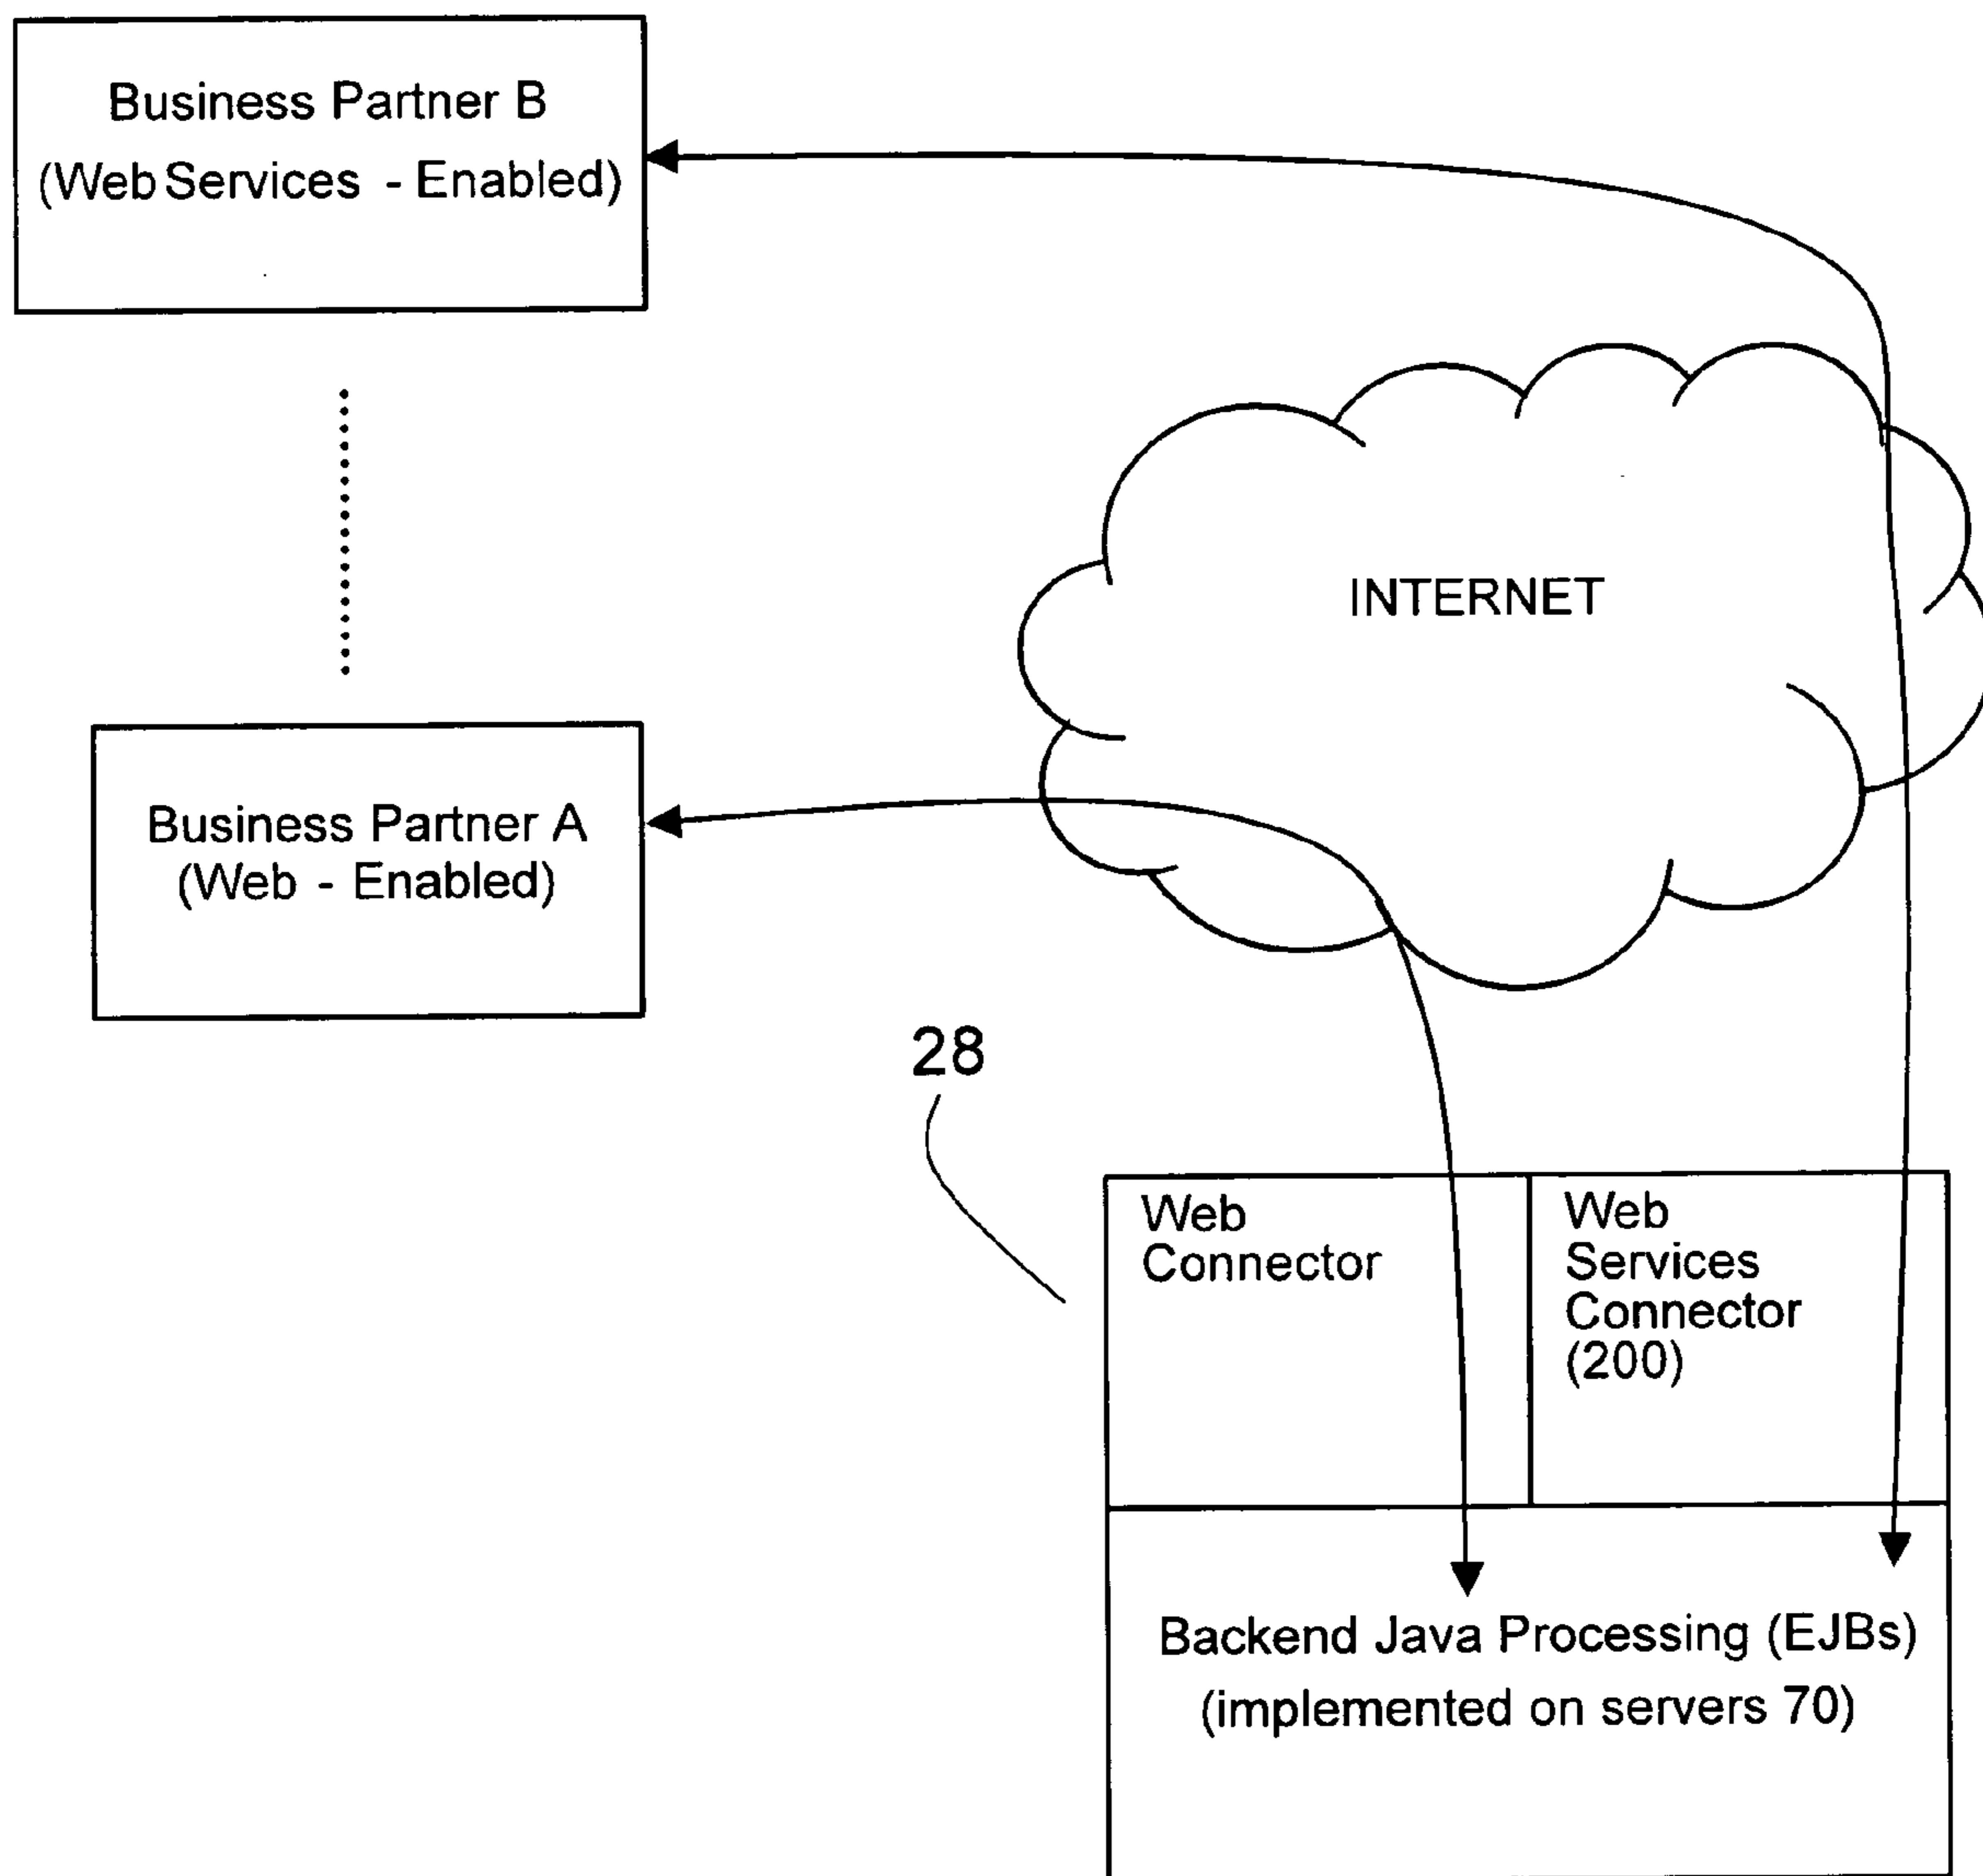 Business Partner B
(Web Services - Enabled)
INTERNET
Business Partner A
(Web - Enabled)
28
Web
Connector
Web
Services
Connector
(200)
Backend Java Processing (EJBs)
(implemented on servers 70)